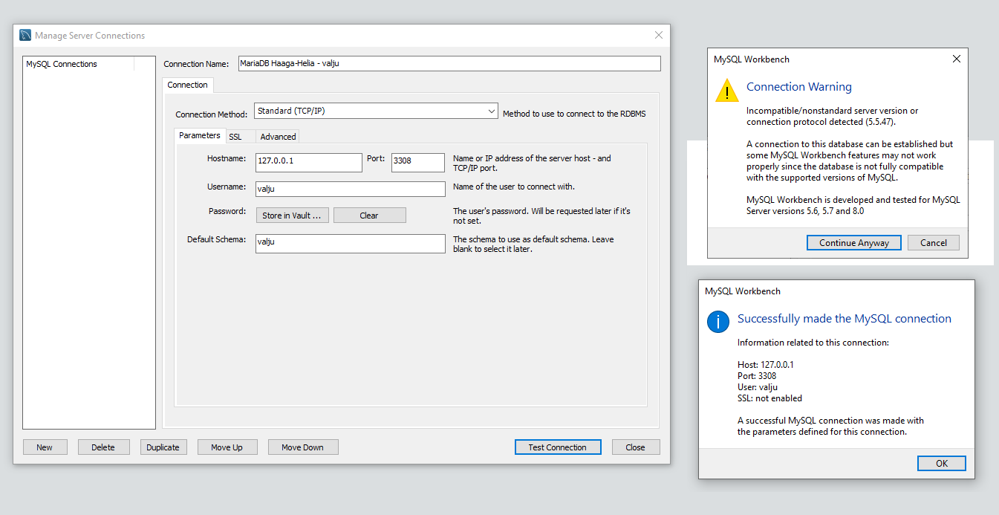 Manage Server Connections
MySQL Connections
Connection Name:
MariaDB Haaga-Helia - valju
Connection
Connection Method:
Standard (TCP/IP)
Method to use to connect to the RDBMS
Parameters
SSL
Advanced
Hostname:
127.0.0.1
Port:
3308
Name or IP address of the server host - and
TCP/IP port.
Username:
valju
Name of the user to connect with.
Password:
Store in Vault ...
Clear
The user's password. Will be requested later if it's
not set.
Default Schema:
valju
The schema to use as default schema. Leave
blank to select it later.
New
Delete
Duplicate
Move Up
Move Down
Test Connection
Close
MySQL Workbench
Connection Warning
Incompatible/nonstandard server version or
connection protocol detected (5.5.47).
A connection to this database can be established but
some MySQL Workbench features may not work
properly since the database is not fully compatible
with the supported versions of MySQL.
MySQL Workbench is developed and tested for MySQL
Server versions 5.6, 5.7 and 8.0
Continue Anyway
Cancel
MySQL Workbench
Successfully made the MySQL connection
Information related to this connection:
Host: 127.0.0.1
Port: 3308
User: valju
SSL: not enabled
A successful MySQL connection was made with
the parameters defined for this connection.
OK